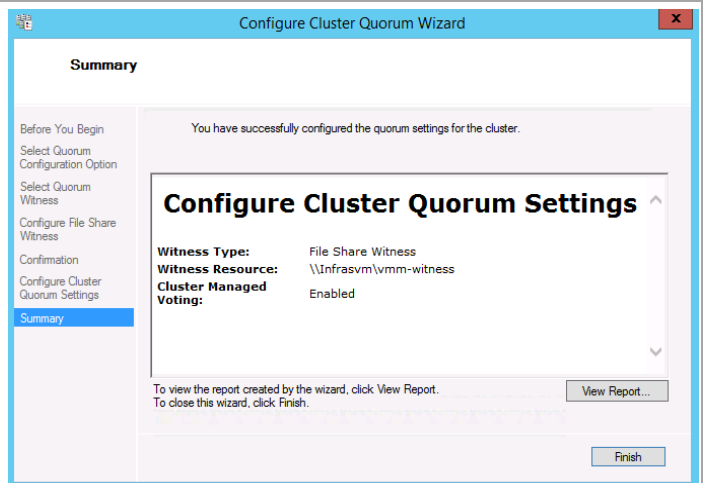 Configure Cluster Quorum Wizard
x
Summary
Before You Begin
Select Quorum
Configuration Option
Select Quorum
Witness
Configure File Share
Witness
Confirmation
Configure Cluster
Quorum Settings
Summary
You have successfully configured the quorum settings for the cluster.
Configure Cluster Quorum Settings
Witness Type: File Share Witness
Witness Resource: \\Infrasvm\vmm-witness
Cluster Managed
Voting: Enabled
To view the report created by the wizard, click View Report.
To close this wizard, click Finish.
View Report...
Finish